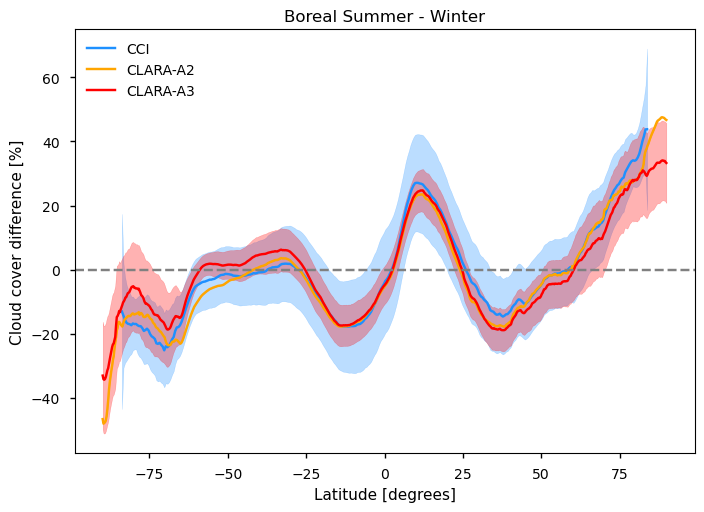 Boreal Summer - Winter
CCI
CLARA-A2
CLARA-A3
Cloud cover difference [%]
60
40
20
0
−20
−40
−75
−50
−25
0
25
50
75
Latitude [degrees]